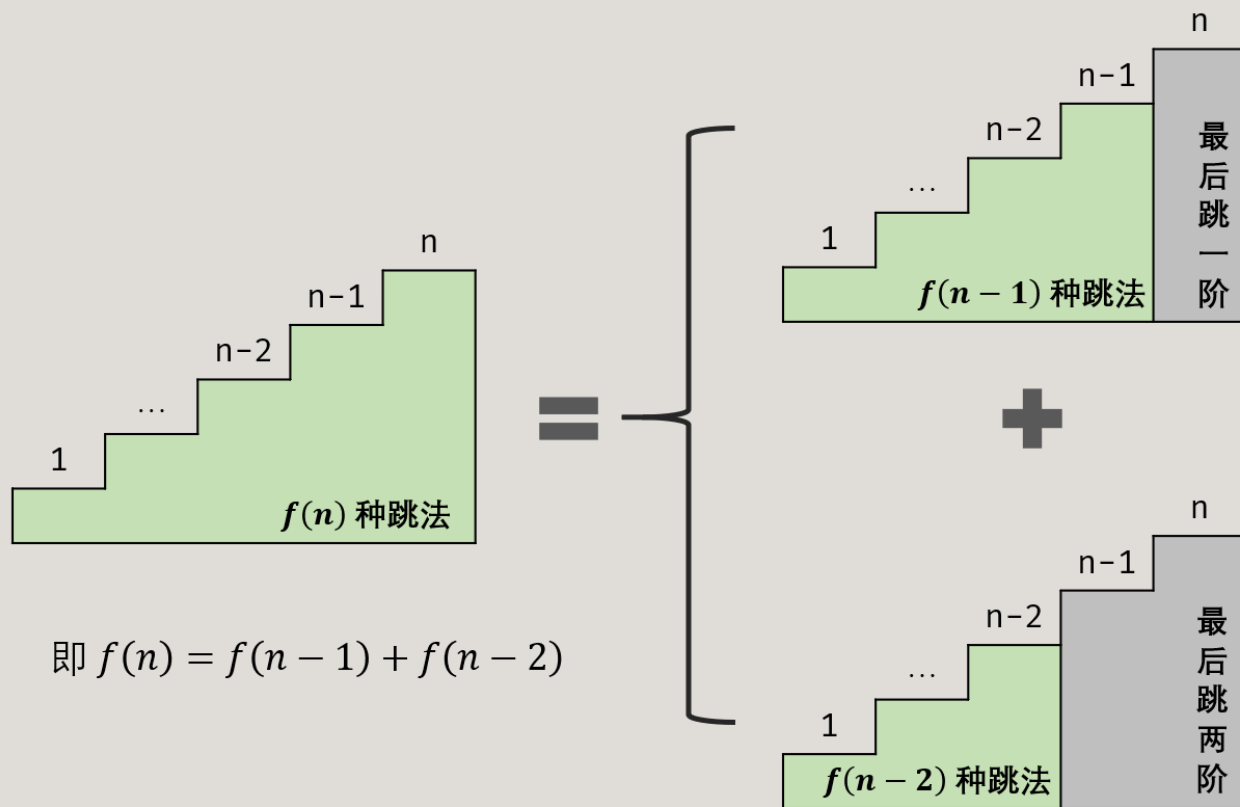 n
n-1
n-2
...
1
f(n) 种跳法
即 f(n) = f(n − 1) + f(n − 2)
n
n-1
n-2
...
1
f(n − 1) 种跳法
最后跳一阶
n
n-1
n-2
...
1
f(n − 2) 种跳法
最后跳两阶